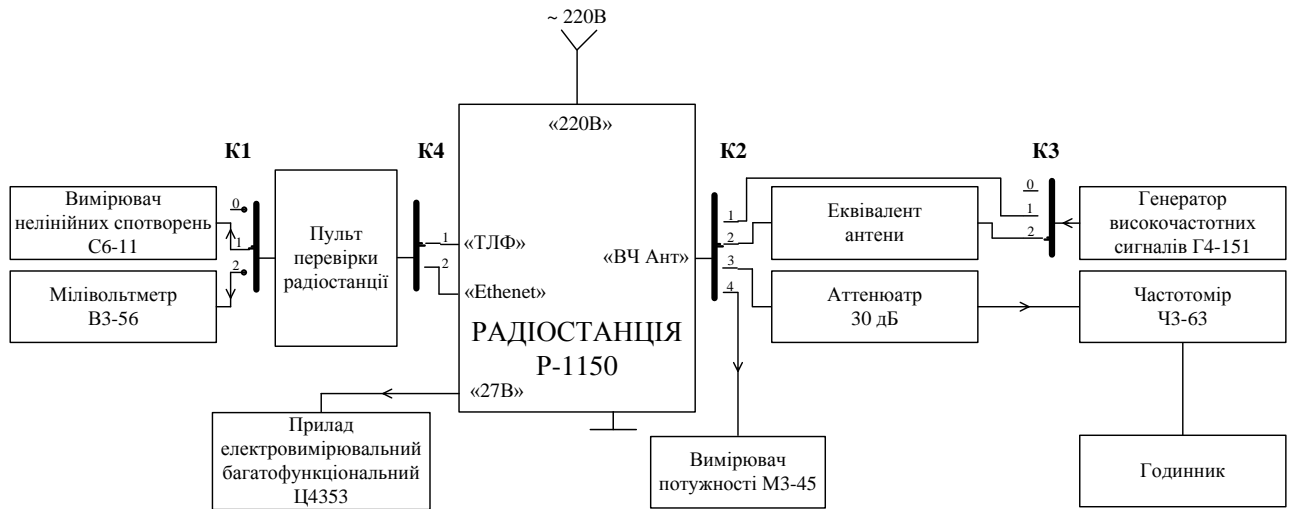 ~ 220В
«220В»
К1
К4
К2
К3
Вимірювач
нелінійних спотворень
С6-11
0
1
2
Мілівольтметр
В3-56
Пульт
перевірки
радіостанції
1
2
«ТЛФ»
«Ethenet»
«ВЧ Ант»
РАДІОСТАНЦІЯ
Р-1150
«27В»
1
2
3
4
Еквівалент
антени
0
1
2
Генератор
високочастотних
сигналів Г4-151
Аттенюатр
30 дБ
Частотомір
Ч3-63
Прилад
електровимірювальний
багатофункціональний
Ц4353
Вимірювач
потужності М3-45
Годинник